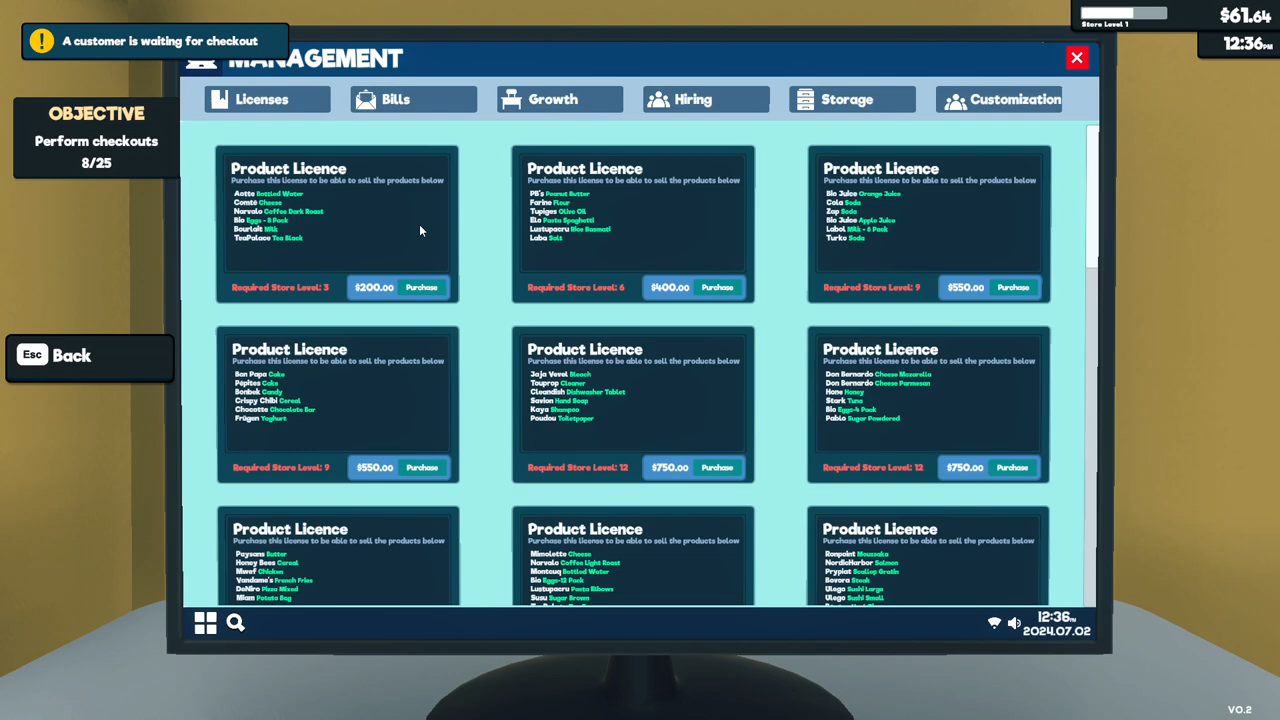 A customer is waiting for checkout
$61.64
Store Level 1
12:36PM
MANAGEMENT
OBJECTIVE
Perform checkouts
8/25
Licenses
Bills
Growth
Hiring
Storage
Customization
Product Licence
Purchase this license to be able to sell the products below
Aotte Bottled Water
Comté Cheese
Narvalo Coffee Dark Roast
Bio Eggs - 8 Pack
Bourlait Milk
TeaPalace Tea Black
Required Store Level: 3
$200.00
Purchase
Product Licence
Purchase this license to be able to sell the products below
PB's Peanut Butter
Farine Flour
Tupiges Olive Oil
Elo Pasta Spaghetti
Lustupacru Rice Basmati
Laba Salt
Required Store Level: 6
$400.00
Purchase
Product Licence
Purchase this license to be able to sell the products below
Bio Juice Orange Juice
Cola Soda
Zap Soda
Bio Juice Apple Juice
Labol Milk - 6 Pack
Turko Soda
Required Store Level: 9
$550.00
Purchase
Esc Back
Product Licence
Purchase this license to be able to sell the products below
Bon Papa Cake
Pépites Cake
Bonbek Candy
Crispy Chibi Cereal
Chocotte Chocolate Bar
Frügen Yoghurt
Required Store Level: 9
$550.00
Purchase
Product Licence
Purchase this license to be able to sell the products below
Jaja Vevel Bleach
Touprop Cleaner
Cleandish Dishwasher Tablet
Savion Hand Soap
Kaya Shampoo
Poudou Toiletpaper
Required Store Level: 12
$750.00
Purchase
Product Licence
Purchase this license to be able to sell the products below
Don Bernardo Cheese Mozarella
Don Bernardo Cheese Parmesan
Hone Honey
Stark Tuna
Bio Eggs-4 Pack
Pablo Sugar Powdered
Required Store Level: 12
$750.00
Purchase
Product Licence
Purchase this license to be able to sell the products below
Paysans Butter
Honey Bees Cereal
Mwef Chicken
Vandame's French Fries
DeNiro Pizza Mixed
Miam Potato Bag
Product Licence
Purchase this license to be able to sell the products below
Mimolette Cheese
Narvalo Coffee Light Roast
Montcuq Bottled Water
Bio Eggs-12 Pack
Lustupacru Pasta Elbows
Susu Sugar Brown
Product Licence
Purchase this license to be able to sell the products below
Ronpoint Moussaka
NordicHarbor Salmon
Prypiat Scallop Gratin
Bovora Steak
Ulego Sushi Large
Ulego Sushi Small
12:36PM
2024.07.02
V0.2